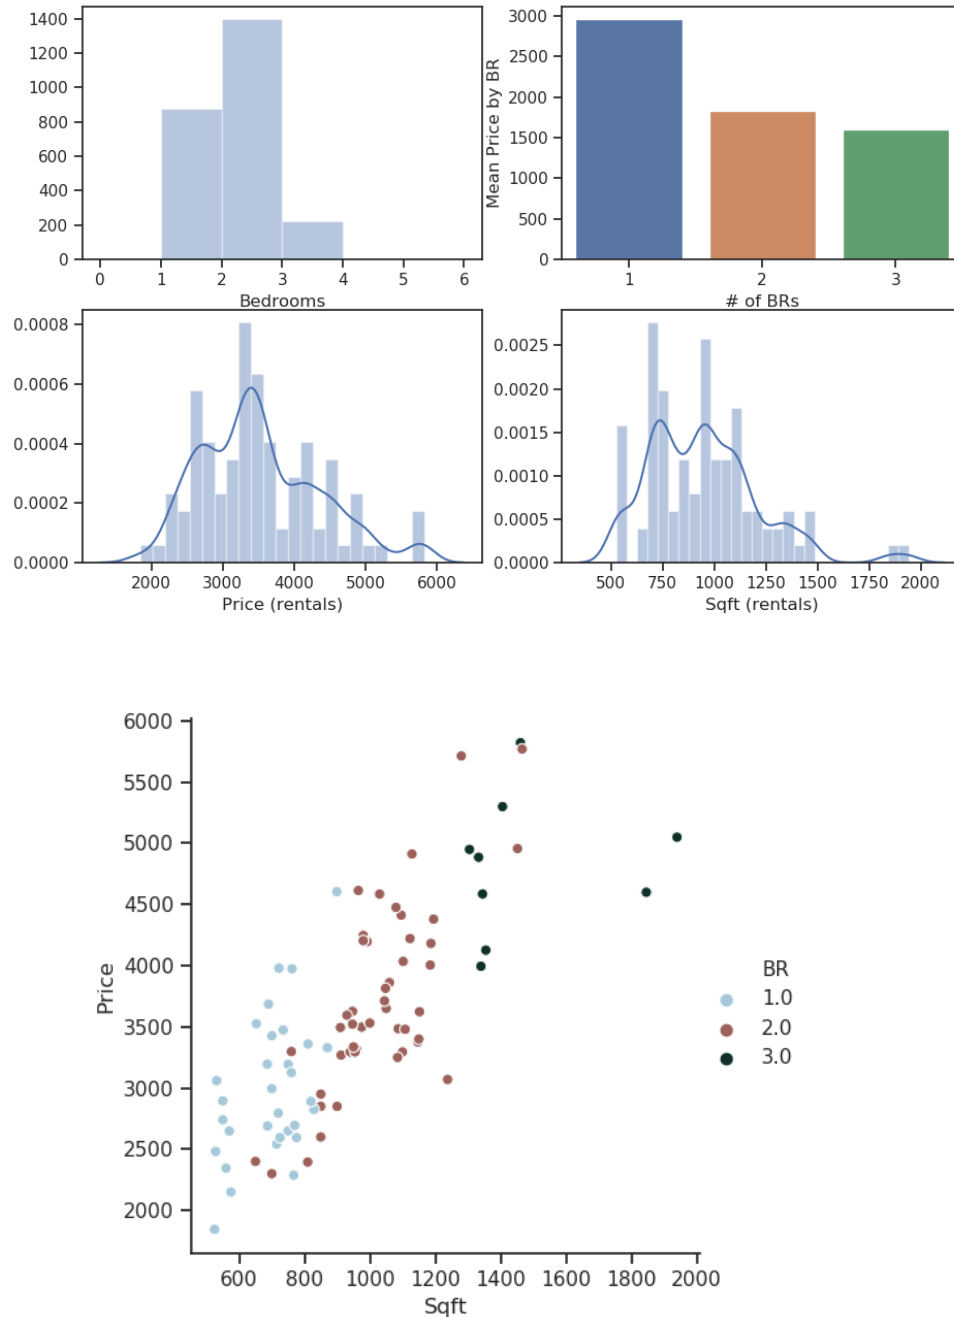 1400
1200
1000
800
600
400
200
0
0 1 2 3 4 5 6
Bedrooms
Mean Price by BR
3000
2500
2000
1500
1000
500
0
1 2 3
# of BRs
0.0008
0.0006
0.0004
0.0002
0.0000
2000 3000 4000 5000 6000
Price (rentals)
0.0025
0.0020
0.0015
0.0010
0.0005
0.0000
500 750 1000 1250 1500 1750 2000
Sqft (rentals)
Price
6000
5500
5000
4500
4000
3500
3000
2500
2000
600 800 1000 1200 1400 1600 1800 2000
Sqft
BR
1.0
2.0
3.0